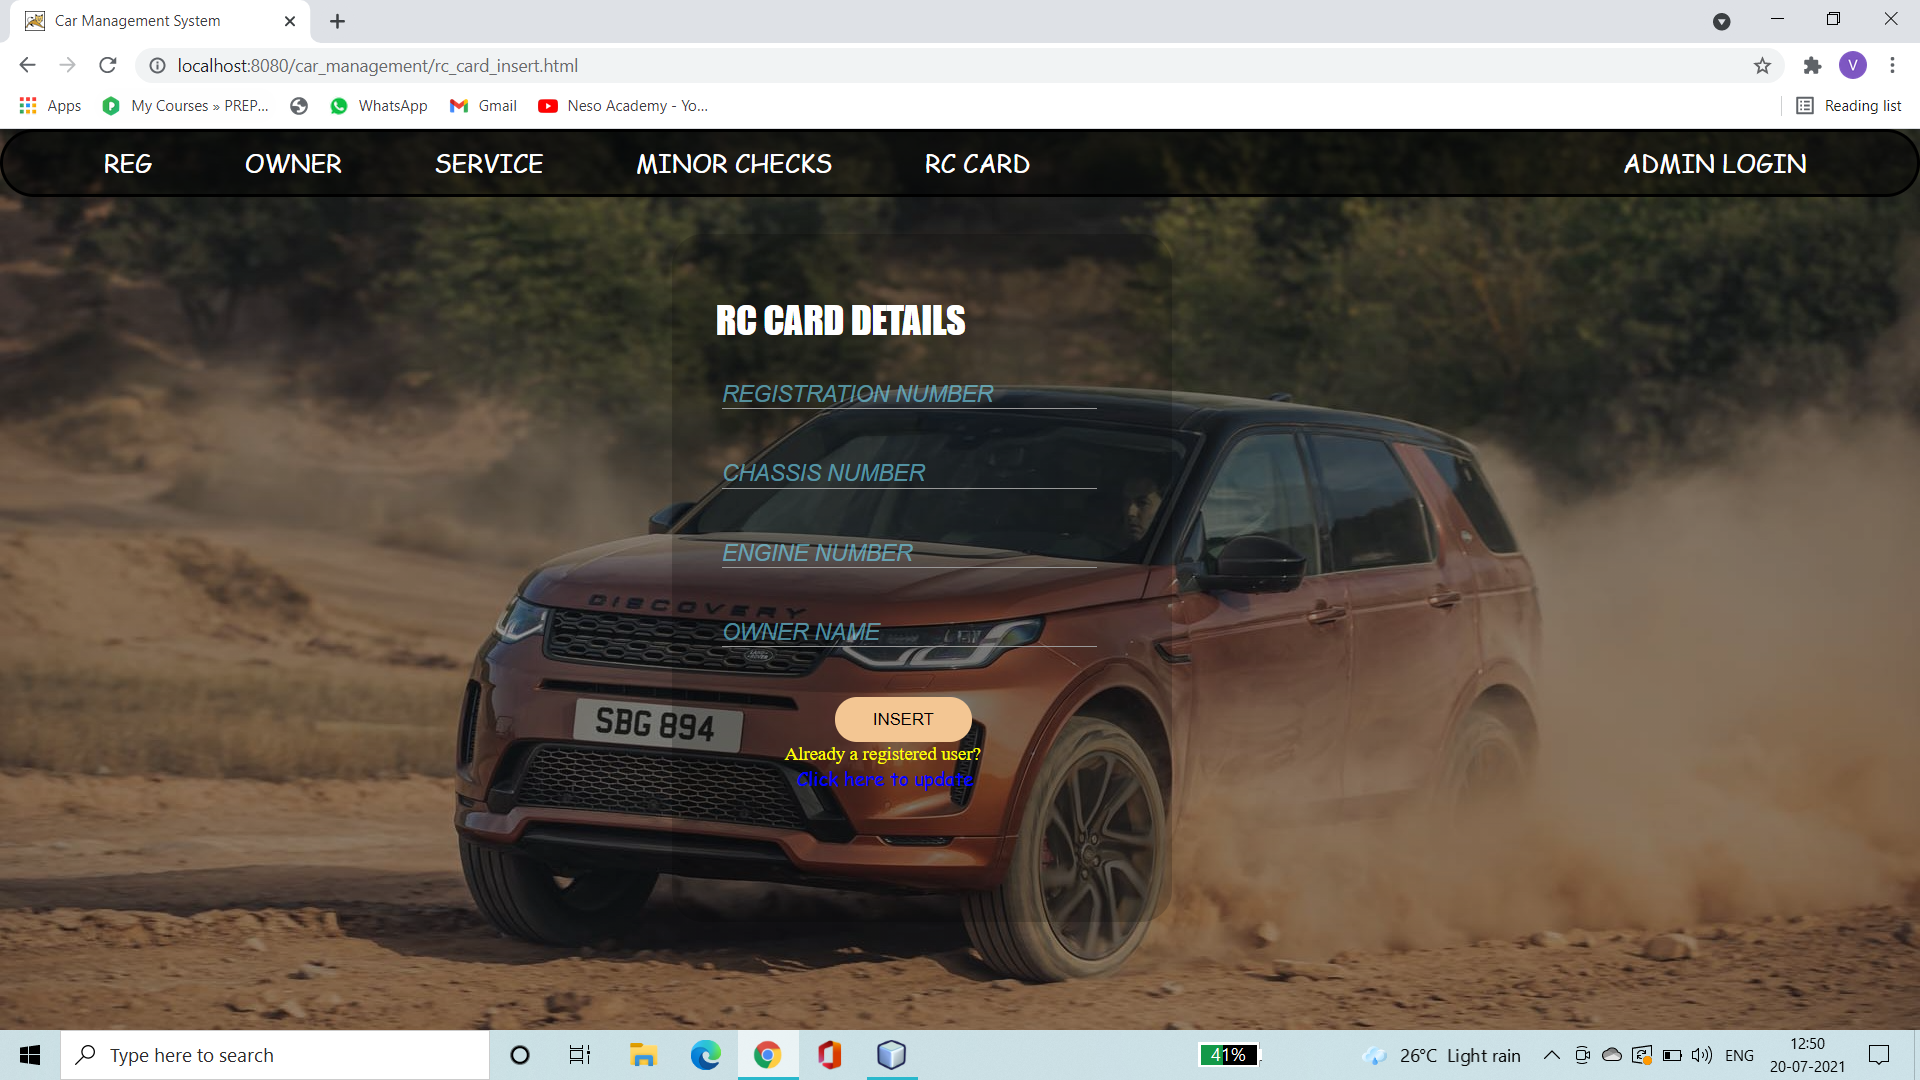 Car Management System
localhost:8080/car_management/rc_card_insert.html
V
Apps
My Courses » PREP...
WhatsApp
Gmail
Neso Academy - Yo...
Reading list
REG
OWNER
SERVICE
MINOR CHECKS
RC CARD
ADMIN LOGIN
RC CARD DETAILS
REGISTRATION NUMBER
CHASSIS NUMBER
ENGINE NUMBER
DISCOVERY
OWNER NAME
SBG 894
INSERT
Already a registered user?
Click here to update
Type here to search
41%
26°C Light rain
ENG
12:50
20-07-2021